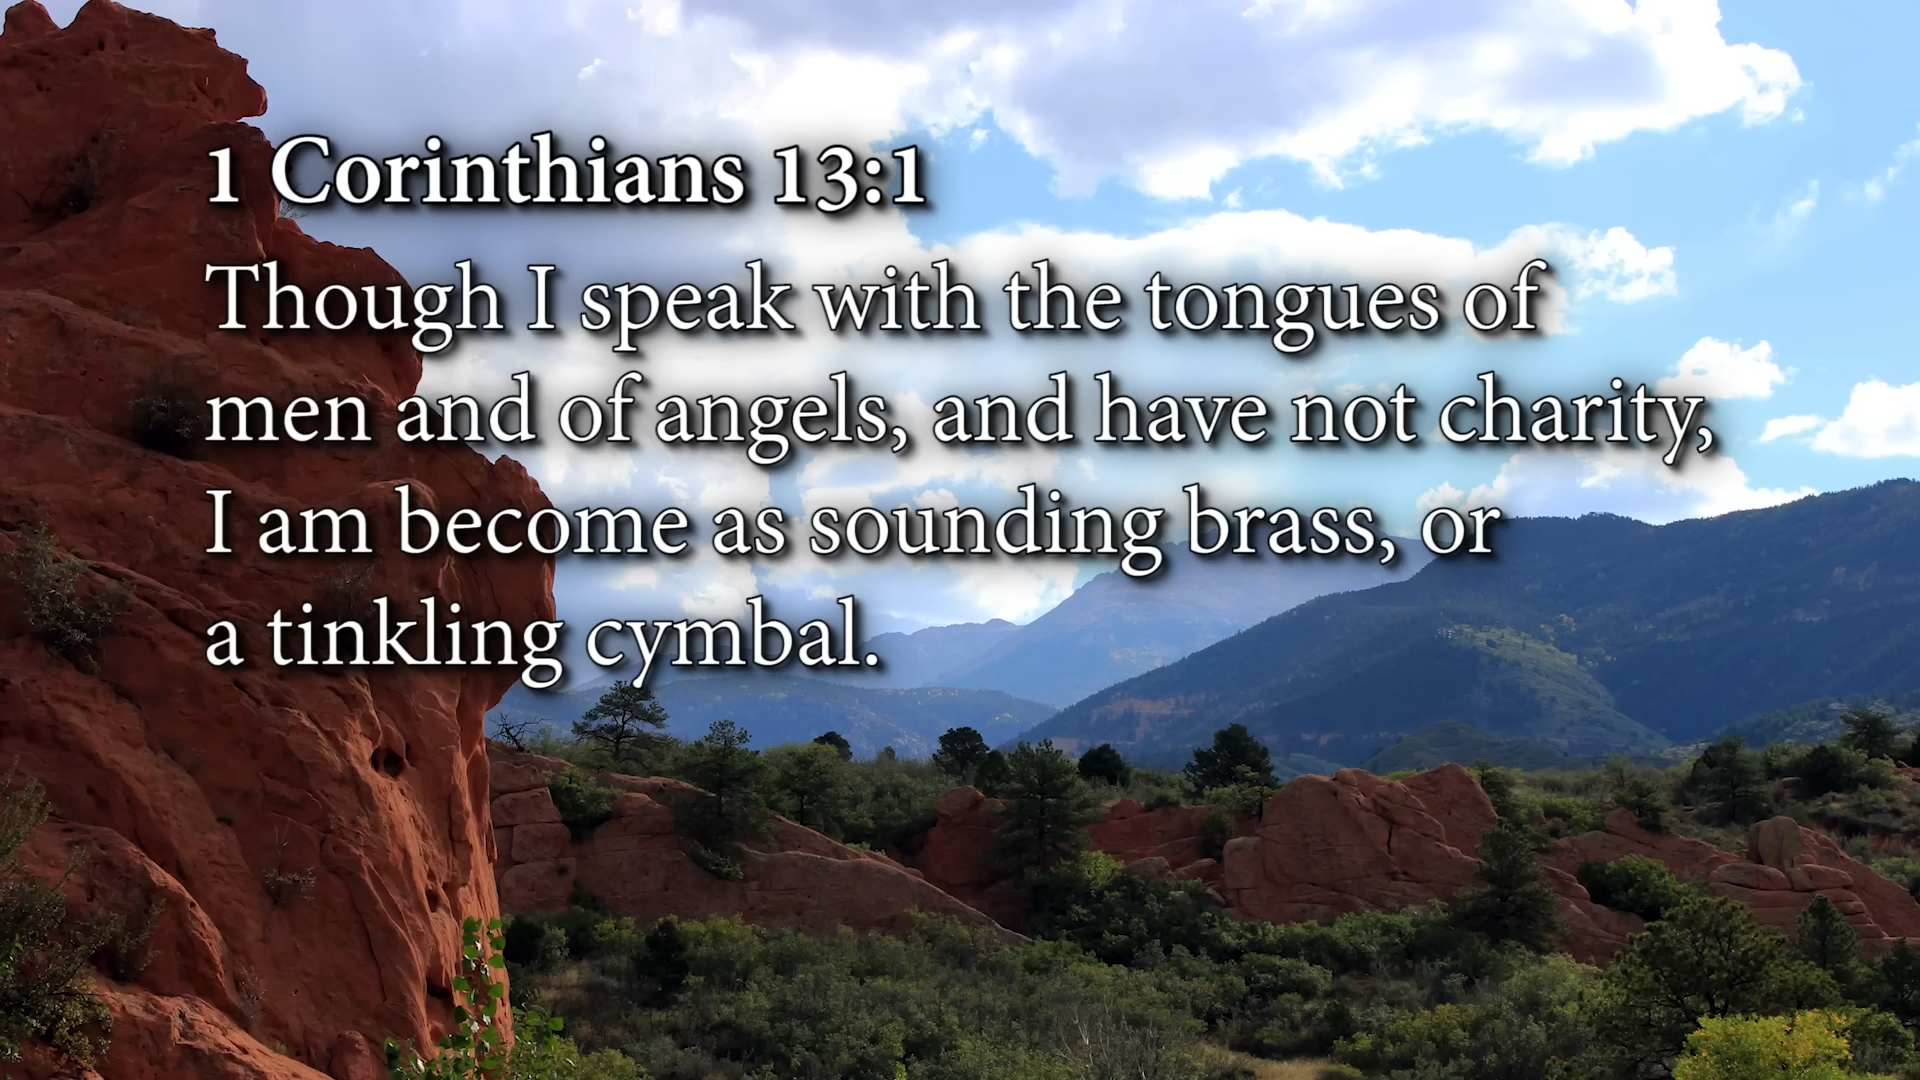 1 Corinthians 13:1
Though I speak with the tongues of
men and of angels, and have not charity,
I am become as sounding brass, or
a tinkling cymbal.